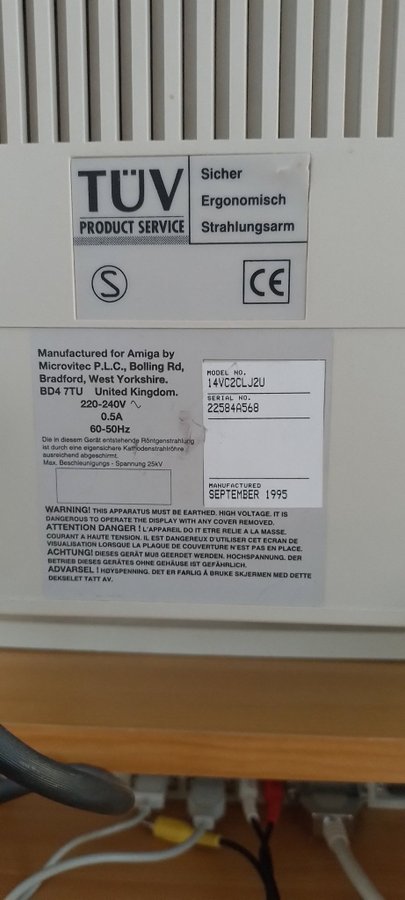 TÜV
PRODUCT SERVICE
Sicher
Ergonomisch
Strahlungsarm
S
CE
Manufactured for Amiga by
Microvitec P.L.C., Bolling Rd,
Bradford, West Yorkshire.
BD4 7TU United Kingdom.
220-240V ∿
0.5A
60-50Hz
Die in diesem Gerät entstehende Röntgenstrahlung
ist durch eine eigensichere Kathodenstrahlröhre
ausreichend abgeschirmt.
Max. Beschleunigungs - Spannung 25kV
MODEL NO.
14VC2CLJ2U
SERIAL NO.
22584A568
MANUFACTURED
SEPTEMBER 1995
WARNING! THIS APPARATUS MUST BE EARTHED. HIGH VOLTAGE. IT IS
DANGEROUS TO OPERATE THE DISPLAY WITH ANY COVER REMOVED.
ATTENTION DANGER ! L'APPAREIL DO IT ETRE RELIE A LA MASSE.
COURANT A HAUTE TENSION. IL EST DANGEREUX D'UTILISER CET ECRAN DE
VISUALISATION LORSQUE LA PLAQUE DE COUVERTURE N'EST PAS EN PLACE.
ACHTUNG! DIESES GERÄT MUß GEERDET WERDEN. HOCHSPANNUNG. DER
BETRIEB DIESES GERÄTES OHNE GEHÄUSE IST GEFÄHRLICH.
ADVARSEL ! HØYSPENNING. DET ER FARLIG Å BRUKE SKJERMEN MED DETTE
DEKSELET TATT AV.